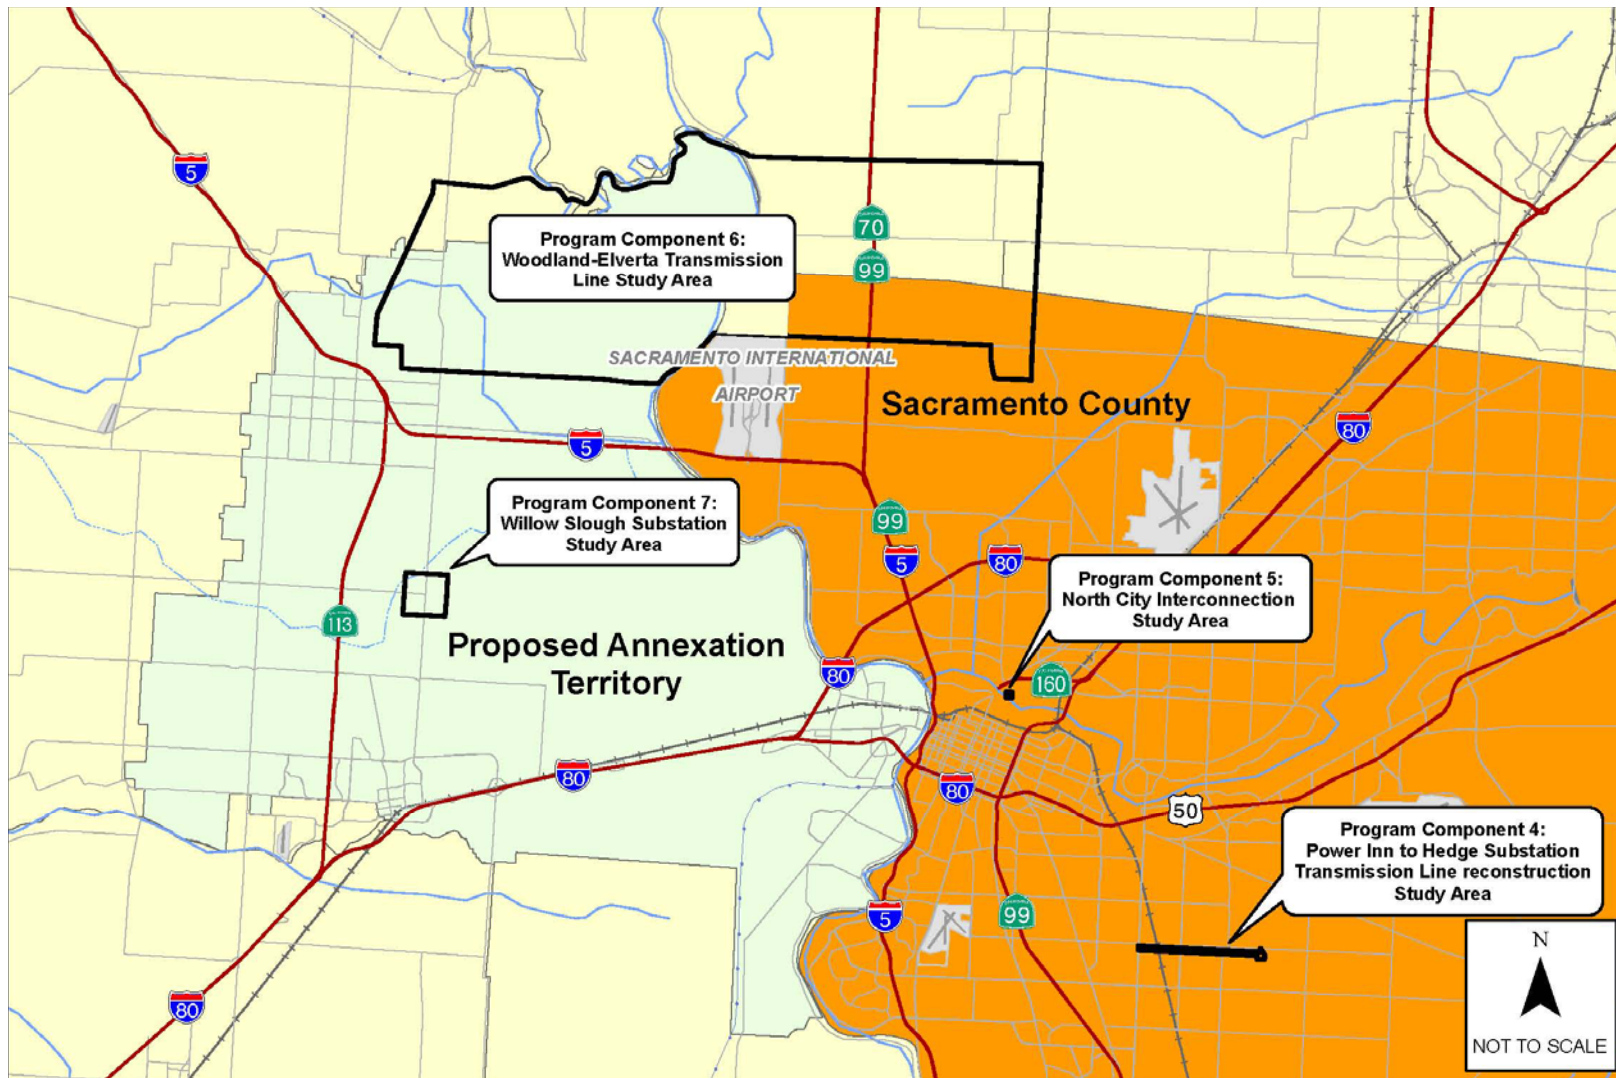 5
70
99
Program Component 6:
Woodland-Elverta Transmission
Line Study Area
SACRAMENTO INTERNATIONAL
AIRPORT
Sacramento County
80
5
Program Component 7:
Willow Slough Substation
Study Area
99
5
80
Program Component 5:
North City Interconnection
Study Area
113
Proposed Annexation
Territory
80
160
80
80
50
Program Component 4:
Power Inn to Hedge Substation
Transmission Line reconstruction
Study Area
5
99
80
N
NOT TO SCALE